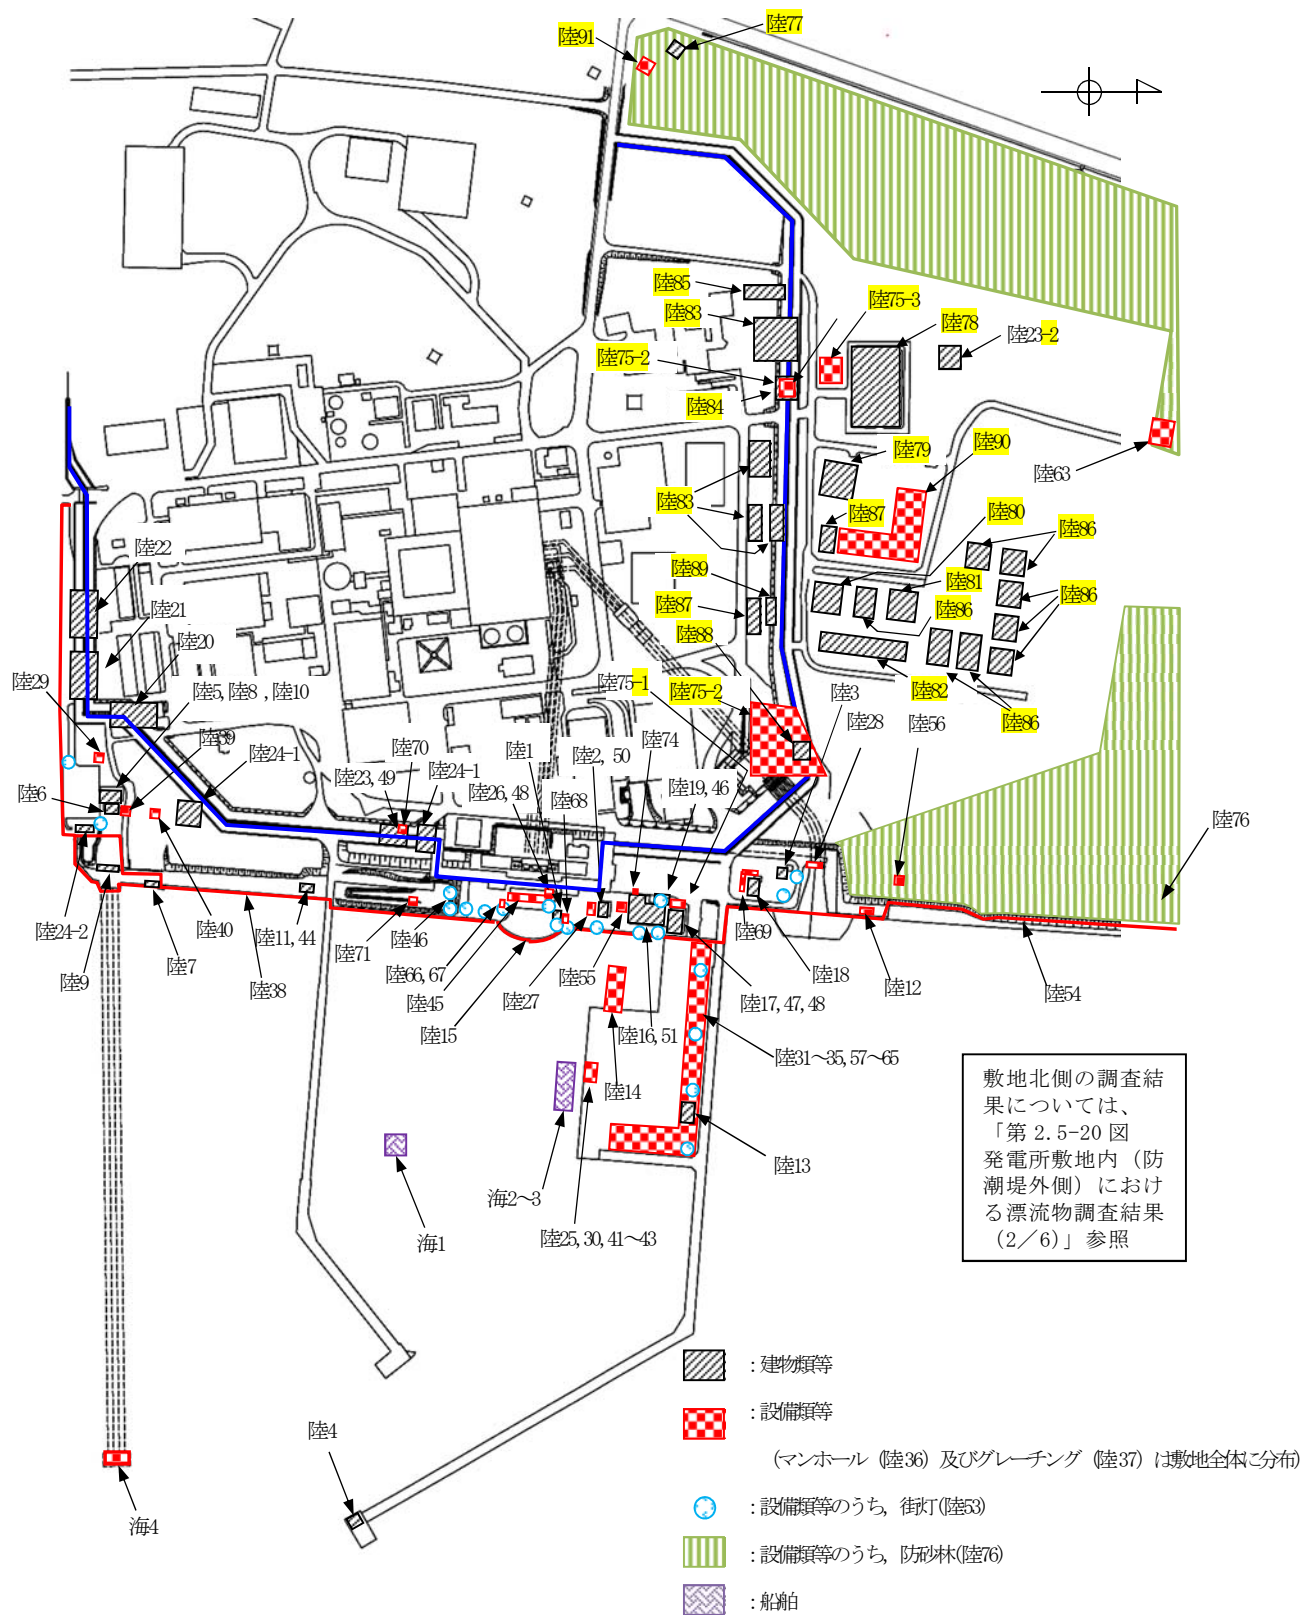 陸77
陸91
陸85
陸83
陸75-3
陸78
陸23-2
陸75-2
陸84
陸79
陸90
陸63
陸83
陸87
陸80
陸86
陸22
陸21
陸89
陸81
陸86
陸87
陸86
陸20
陸88
陸29
陸5, 陸8 , 陸10
陸75-1
陸75-2
陸3
陸82
陸86
陸28
陸56
陸89
陸24-1
陸70
陸1
陸2, 50
陸74
陸23, 49
陸24-1
陸26, 48
陸68
陸19, 46
陸6
陸76
陸24-2
陸40
陸11, 44
陸46
陸69
陸9
陸7
陸38
陸71
陸66, 67
陸45
陸15
陸27
陸55
陸16, 51
陸17, 47, 48
陸18
陸12
陸54
陸31~35, 57~65
陸14
陸13
海2~3
海1
陸25, 30, 41~43
敷地北側の調査結
果については、
「第 2.5-20 図
発電所敷地内（防
潮堤外側）におけ
る漂流物調査結果
（2／6）」参照
：建物類等
：設備類等
（マンホール（陸36）及びグレーチング（陸37）は敷地全体に分布）
陸4
海4
：設備類等のうち，街灯(陸53)
：設備類等のうち，防砂林(陸76)
：船舶